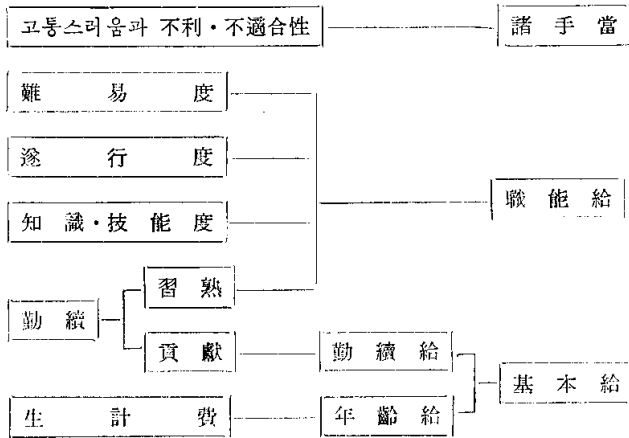 고통스러움과 不利·不適合性 諸手當
難易度
遂行度
職能給
知識·技能度
習熟
勤續
貢獻 勤續給
基本給
生計費 年齡給